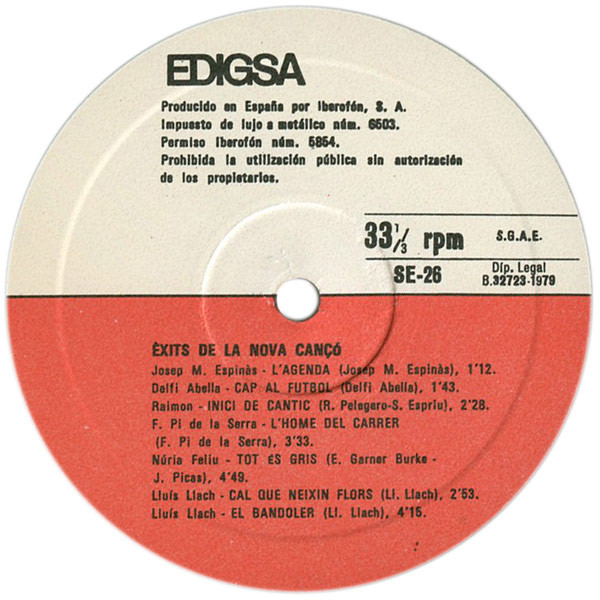 EDIGSA
Producido en España por Iberofón, S. A.
Impuesto de lujo a metálico núm. 6503.
Permiso Iberofón núm. 5854.
Prohibida la utilización pública sin autorización
de los propietarios.
33 1/3 rpm
S.G.A.E.
SE-26
Dip. Legal
B.32723-1979
ÈXITS DE LA NOVA CANÇÓ
Josep M. Espinàs - L'AGENDA (Josep M. Espinàs), 1'12.
Delfí Abella - CAP AL FUTBOL (Delfí Abella), 1'43.
Raimon - INICI DE CANTIC (R. Pelegero-S. Espriu), 2'28.
F. Pi de la Serra - L'HOME DEL CARRER
(F. Pi de la Serra), 3'33.
Núria Feliu - TOT ÉS GRIS (E. Garner Burke -
J. Picas), 4'49.
Lluís Llach - CAL QUE NEIXIN FLORS (Ll. Llach), 2'53.
Lluís Llach - EL BANDOLER (Ll. Llach), 4'15.